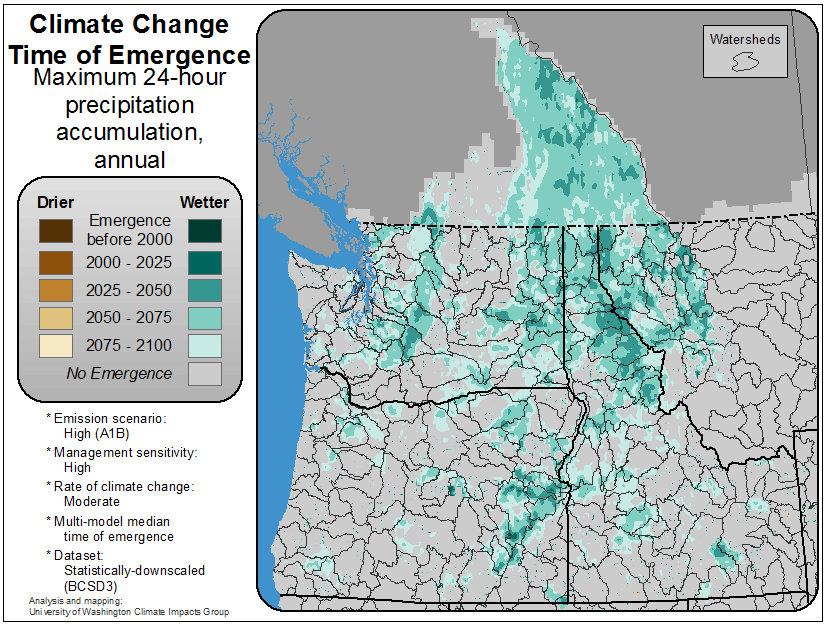 Climate Change
Time of Emergence
Maximum 24-hour
precipitation
accumulation,
annual
Drier
Wetter
Emergence
before 2000
2000 - 2025
2025 - 2050
2050 - 2075
2075 - 2100
No Emergence
* Emission scenario:
High (A1B)
* Management sensitivity:
High
* Rate of climate change:
Moderate
* Multi-model median
time of emergence
* Dataset:
Statistically-downscaled
(BCSD3)
Analysis and mapping:
University of Washington Climate Impacts Group
Watersheds